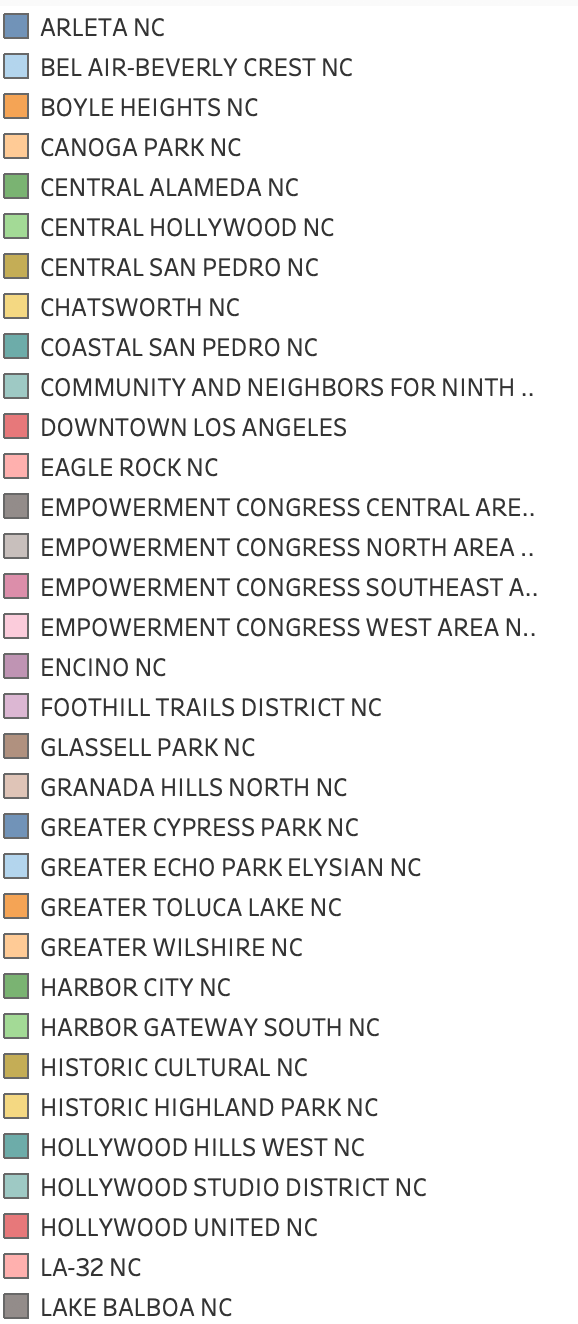 ARLETA NC
BEL AIR-BEVERLY CREST NC
BOYLE HEIGHTS NC
CANOGA PARK NC
CENTRAL ALAMEDA NC
CENTRAL HOLLYWOOD NC
CENTRAL SAN PEDRO NC
CHATSWORTH NC
COASTAL SAN PEDRO NC
COMMUNITY AND NEIGHBORS FOR NINTH ..
DOWNTOWN LOS ANGELES
EAGLE ROCK NC
EMPOWERMENT CONGRESS CENTRAL ARE..
EMPOWERMENT CONGRESS NORTH AREA ..
EMPOWERMENT CONGRESS SOUTHEAST A..
EMPOWERMENT CONGRESS WEST AREA N..
ENCINO NC
FOOTHILL TRAILS DISTRICT NC
GLASSELL PARK NC
GRANADA HILLS NORTH NC
GREATER CYPRESS PARK NC
GREATER ECHO PARK ELYSIAN NC
GREATER TOLUCA LAKE NC
GREATER WILSHIRE NC
HARBOR CITY NC
HARBOR GATEWAY SOUTH NC
HISTORIC CULTURAL NC
HISTORIC HIGHLAND PARK NC
HOLLYWOOD HILLS WEST NC
HOLLYWOOD STUDIO DISTRICT NC
HOLLYWOOD UNITED NC
LA-32 NC
LAKE BALBOA NC